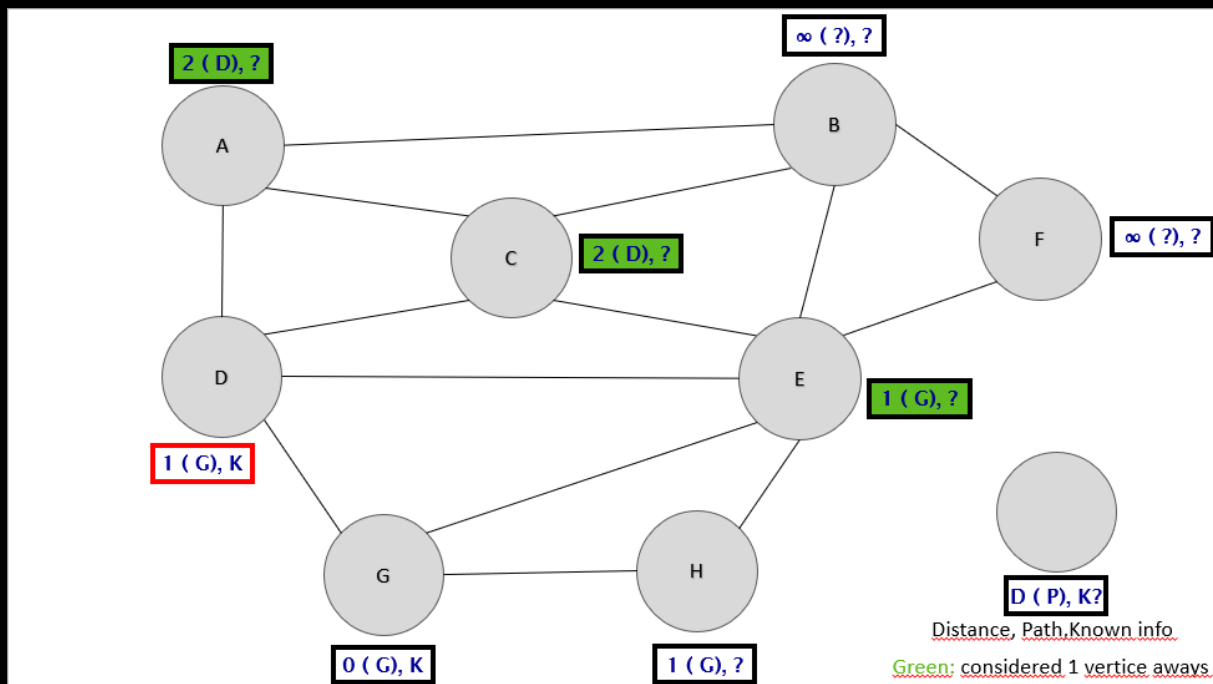 ∞ ( ?), ?
2 ( D), ?
B
A
F
∞ ( ?), ?
C
2 ( D), ?
D
E
1 ( G), ?
1 ( G), K
G
H
D ( P), K?
Distance, Path,Known info
0 ( G), K
1 ( G), ?
Green: considered 1 vertice aways